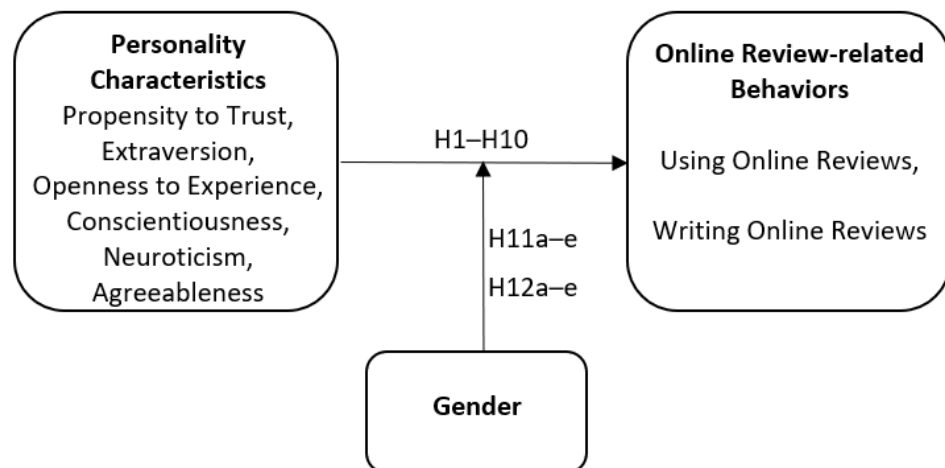 Personality
Characteristics
Propensity to Trust,
Extraversion,
Openness to Experience,
Conscientiousness,
Neuroticism,
Agreeableness
H1–H10
H11a–e
H12a–e
Online Review-related
Behaviors
Using Online Reviews,
Writing Online Reviews
Gender